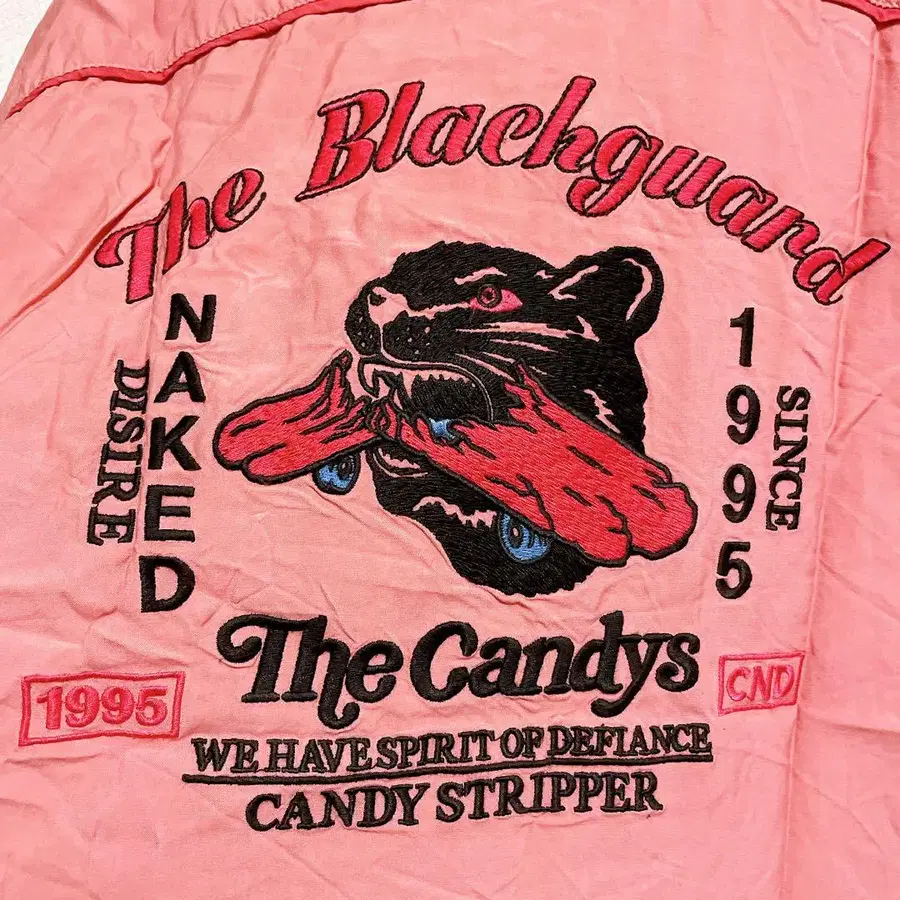 The Blachguard
NAKED
DISIRE
1995
SINCE
The Candys
1995
CND
WE HAVE SPIRIT OF DEFIANCE
CANDY STRIPPER